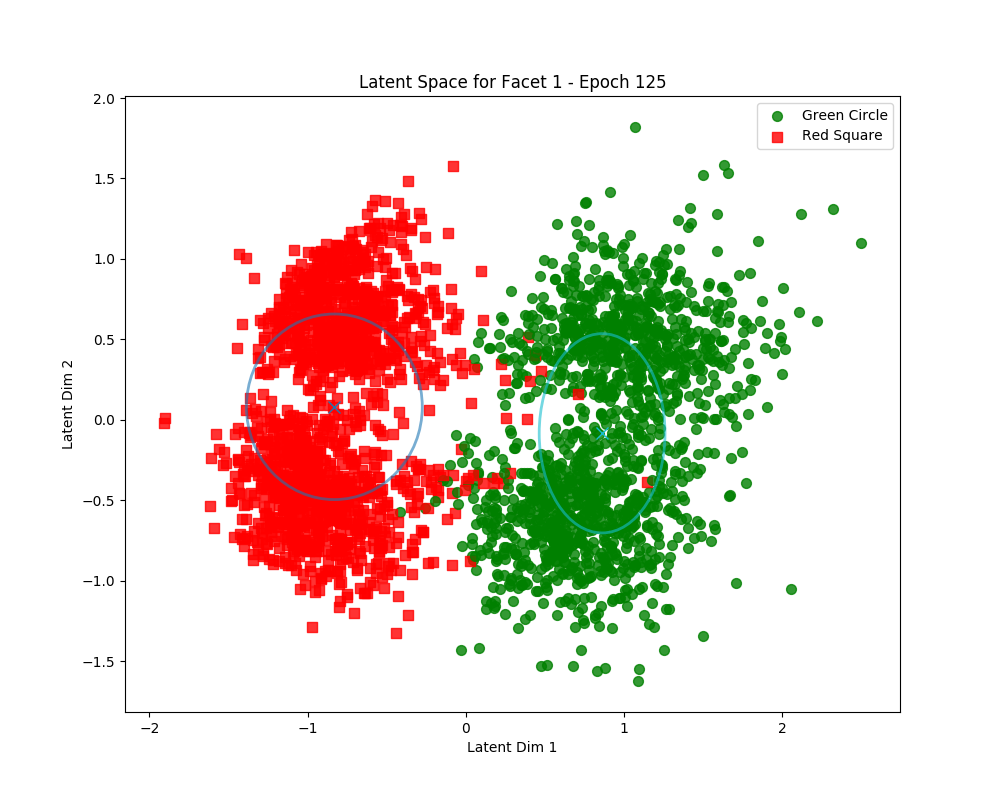 Latent Space for Facet 1 - Epoch 125
Green Circle
Red Square
2.0
1.5
1.0
0.5
0.0
−0.5
−1.0
−1.5
Latent Dim 2
−2
−1
0
1
2
Latent Dim 1